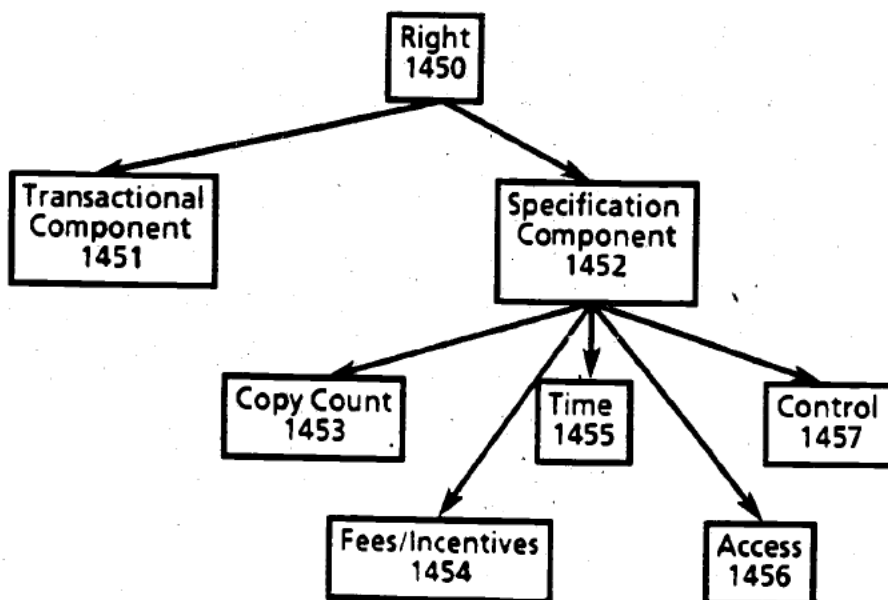 Right
1450
Transactional
Component
1451
Specification
Component
1452
Copy Count
1453
Time
1455
Control
1457
Fees/Incentives
1454
Access
1456